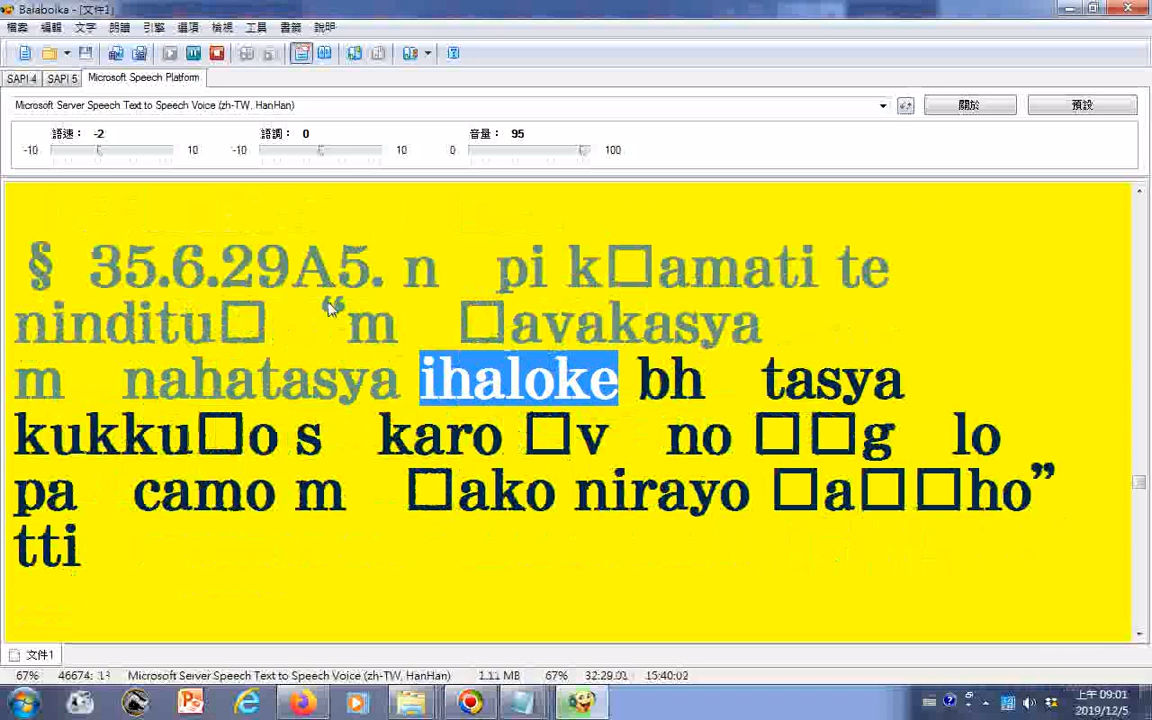 Balabolka - [文件1]
檔案 編輯 文字 朗讀 引擎 選項 檢視 工具 書籤 說明
SAPI 4 SAPI 5 Microsoft Speech Platform
Microsoft Server Speech Text to Speech Voice (zh-TW, HanHan) 關於 預設
語速： -2 語調： 0 音量： 95
-10 10 -10 10 0 100
§ 35.6.29A5. n pi k□amati te
ninditu□ “m □avakasya
m nahatasya ihaloke bh tasya
kukku□o s karo □v no □□g lo
pa camo m □ako nirayo □a□□ho”
tti
文件1
67% 46674: 13 Microsoft Server Speech Text to Speech Voice (zh-TW, HanHan) 1.11 MB 67% 32:29.01 15:40:02
上午 09:01
2019/12/5